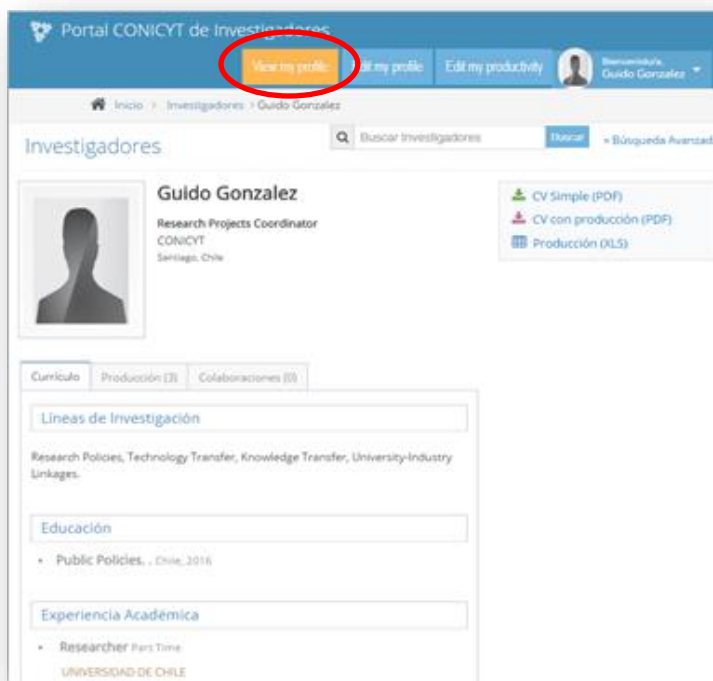 Portal CONICYT de Investigadores
View my profile
Edit my profile
Edit my productivity
Bienvenido/a,
Guido Gonzalez
Inicio > Investigadores > Guido Gonzalez
Investigadores
Buscar Investigadores
Buscar
» Búsqueda Avanzad
Guido Gonzalez
Research Projects Coordinator
CONICYT
Santiago, Chile
CV Simple (PDF)
CV con producción (PDF)
Producción (XLS)
Currículo
Producción (3)
Colaboraciones (0)
Líneas de Investigación
Research Policies, Technology Transfer, Knowledge Transfer, University-Industry
Linkages.
Educación
• Public Policies, . Chile, 2016
Experiencia Académica
• Researcher Part Time
UNIVERSIDAD DE CHILE